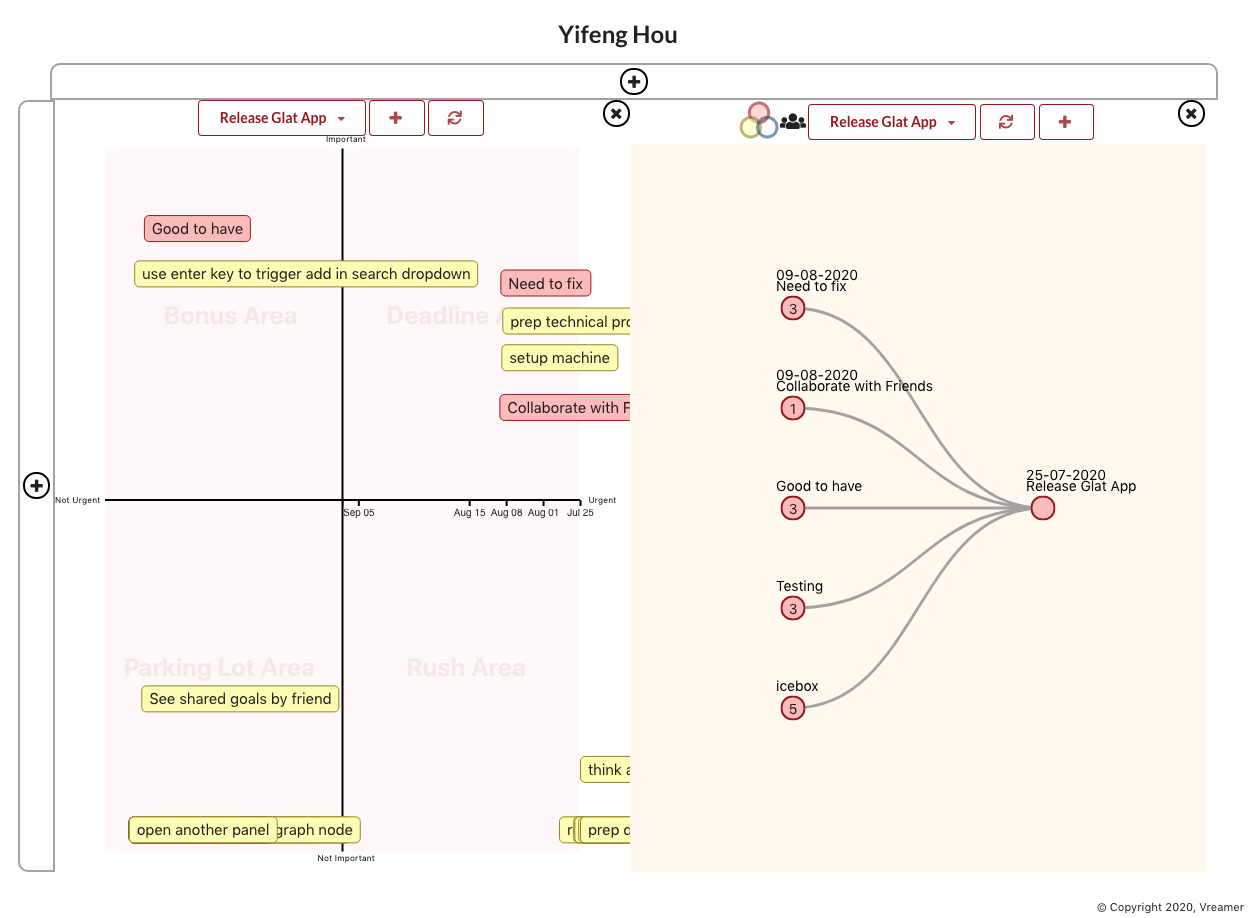 Yifeng Hou
Release Glat App
Important
Good to have
use enter key to trigger add in search dropdown
Bonus Area
Deadline
Need to fix
prep technical
setup machine
Collaborate with
Not Urgent
Urgent
Sep 05
Aug 15
Aug 08
Aug 01
Jul 25
Parking Lot Area
Rush Area
See shared goals by friend
think
open another panel
graph node
prep
Not Important
Release Glat App
09-08-2020
Need to fix
3
09-08-2020
Collaborate with Friends
1
Good to have
3
25-07-2020
Release Glat App
Testing
3
icebox
5
© Copyright 2020, Vreamer